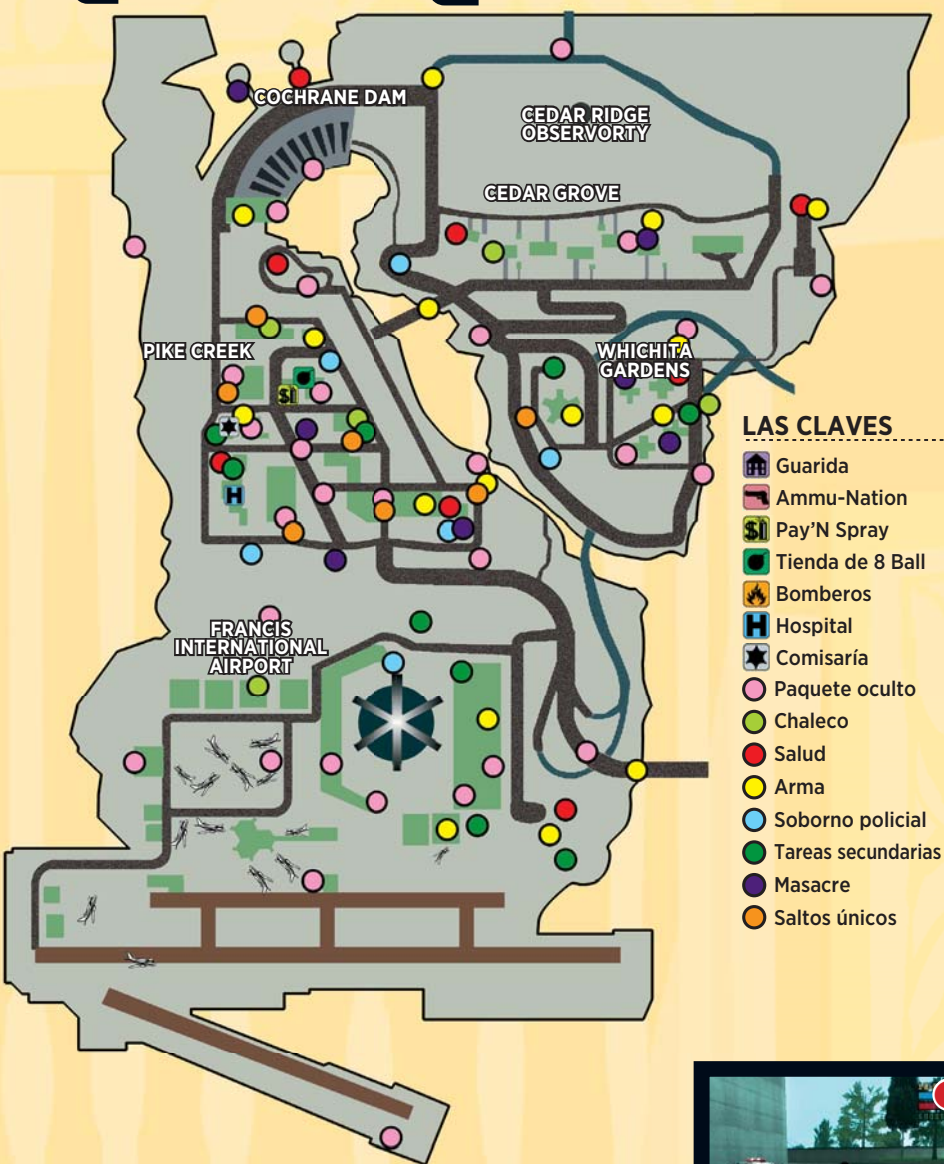 COCHRANE DAM
CEDAR RIDGE
OBSERVORTY
CEDAR GROVE
PIKE CREEK
WHICHITA
GARDENS
$
H
FRANCIS
INTERNATIONAL
AIRPORT
LAS CLAVES
Guarida
Ammu-Nation
$ Pay'N Spray
Tienda de 8 Ball
Bomberos
H Hospital
Comisaría
Paquete oculto
Chaleco
Salud
Arma
Soborno policial
Tareas secundarias
Masacre
Saltos únicos